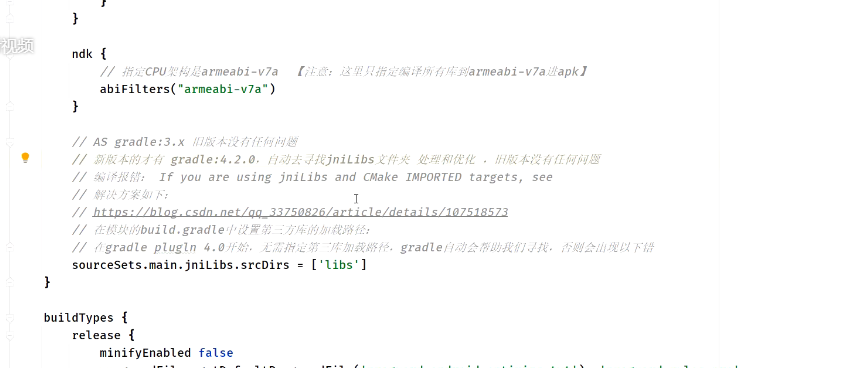 }
}
视频
ndk {
// 指定CPU架构是armeabi-v7a 【注意：这里只指定编译所有库到armeabi-v7a进apk】
abiFilters("armeabi-v7a")
}
// AS gradle:3.x 旧版本没有任何问题
// 新版本的才有 gradle:4.2.0，自动去寻找jniLibs文件夹 处理和优化 ，旧版本没有任何问题
// 编译报错： If you are using jniLibs and CMake IMPORTED targets, see
// 解决方案如下：
// https://blog.csdn.net/qq_33750826/article/details/107518573
// 在模块的build.gradle中设置第三方库的加载路径：
// 在gradle plugln 4.0开始，无需指定第三库加载路径，gradle自动会帮助我们寻找，否则会出现以下错
sourceSets.main.jniLibs.srcDirs = ['libs']
}
buildTypes {
release {
minifyEnabled false